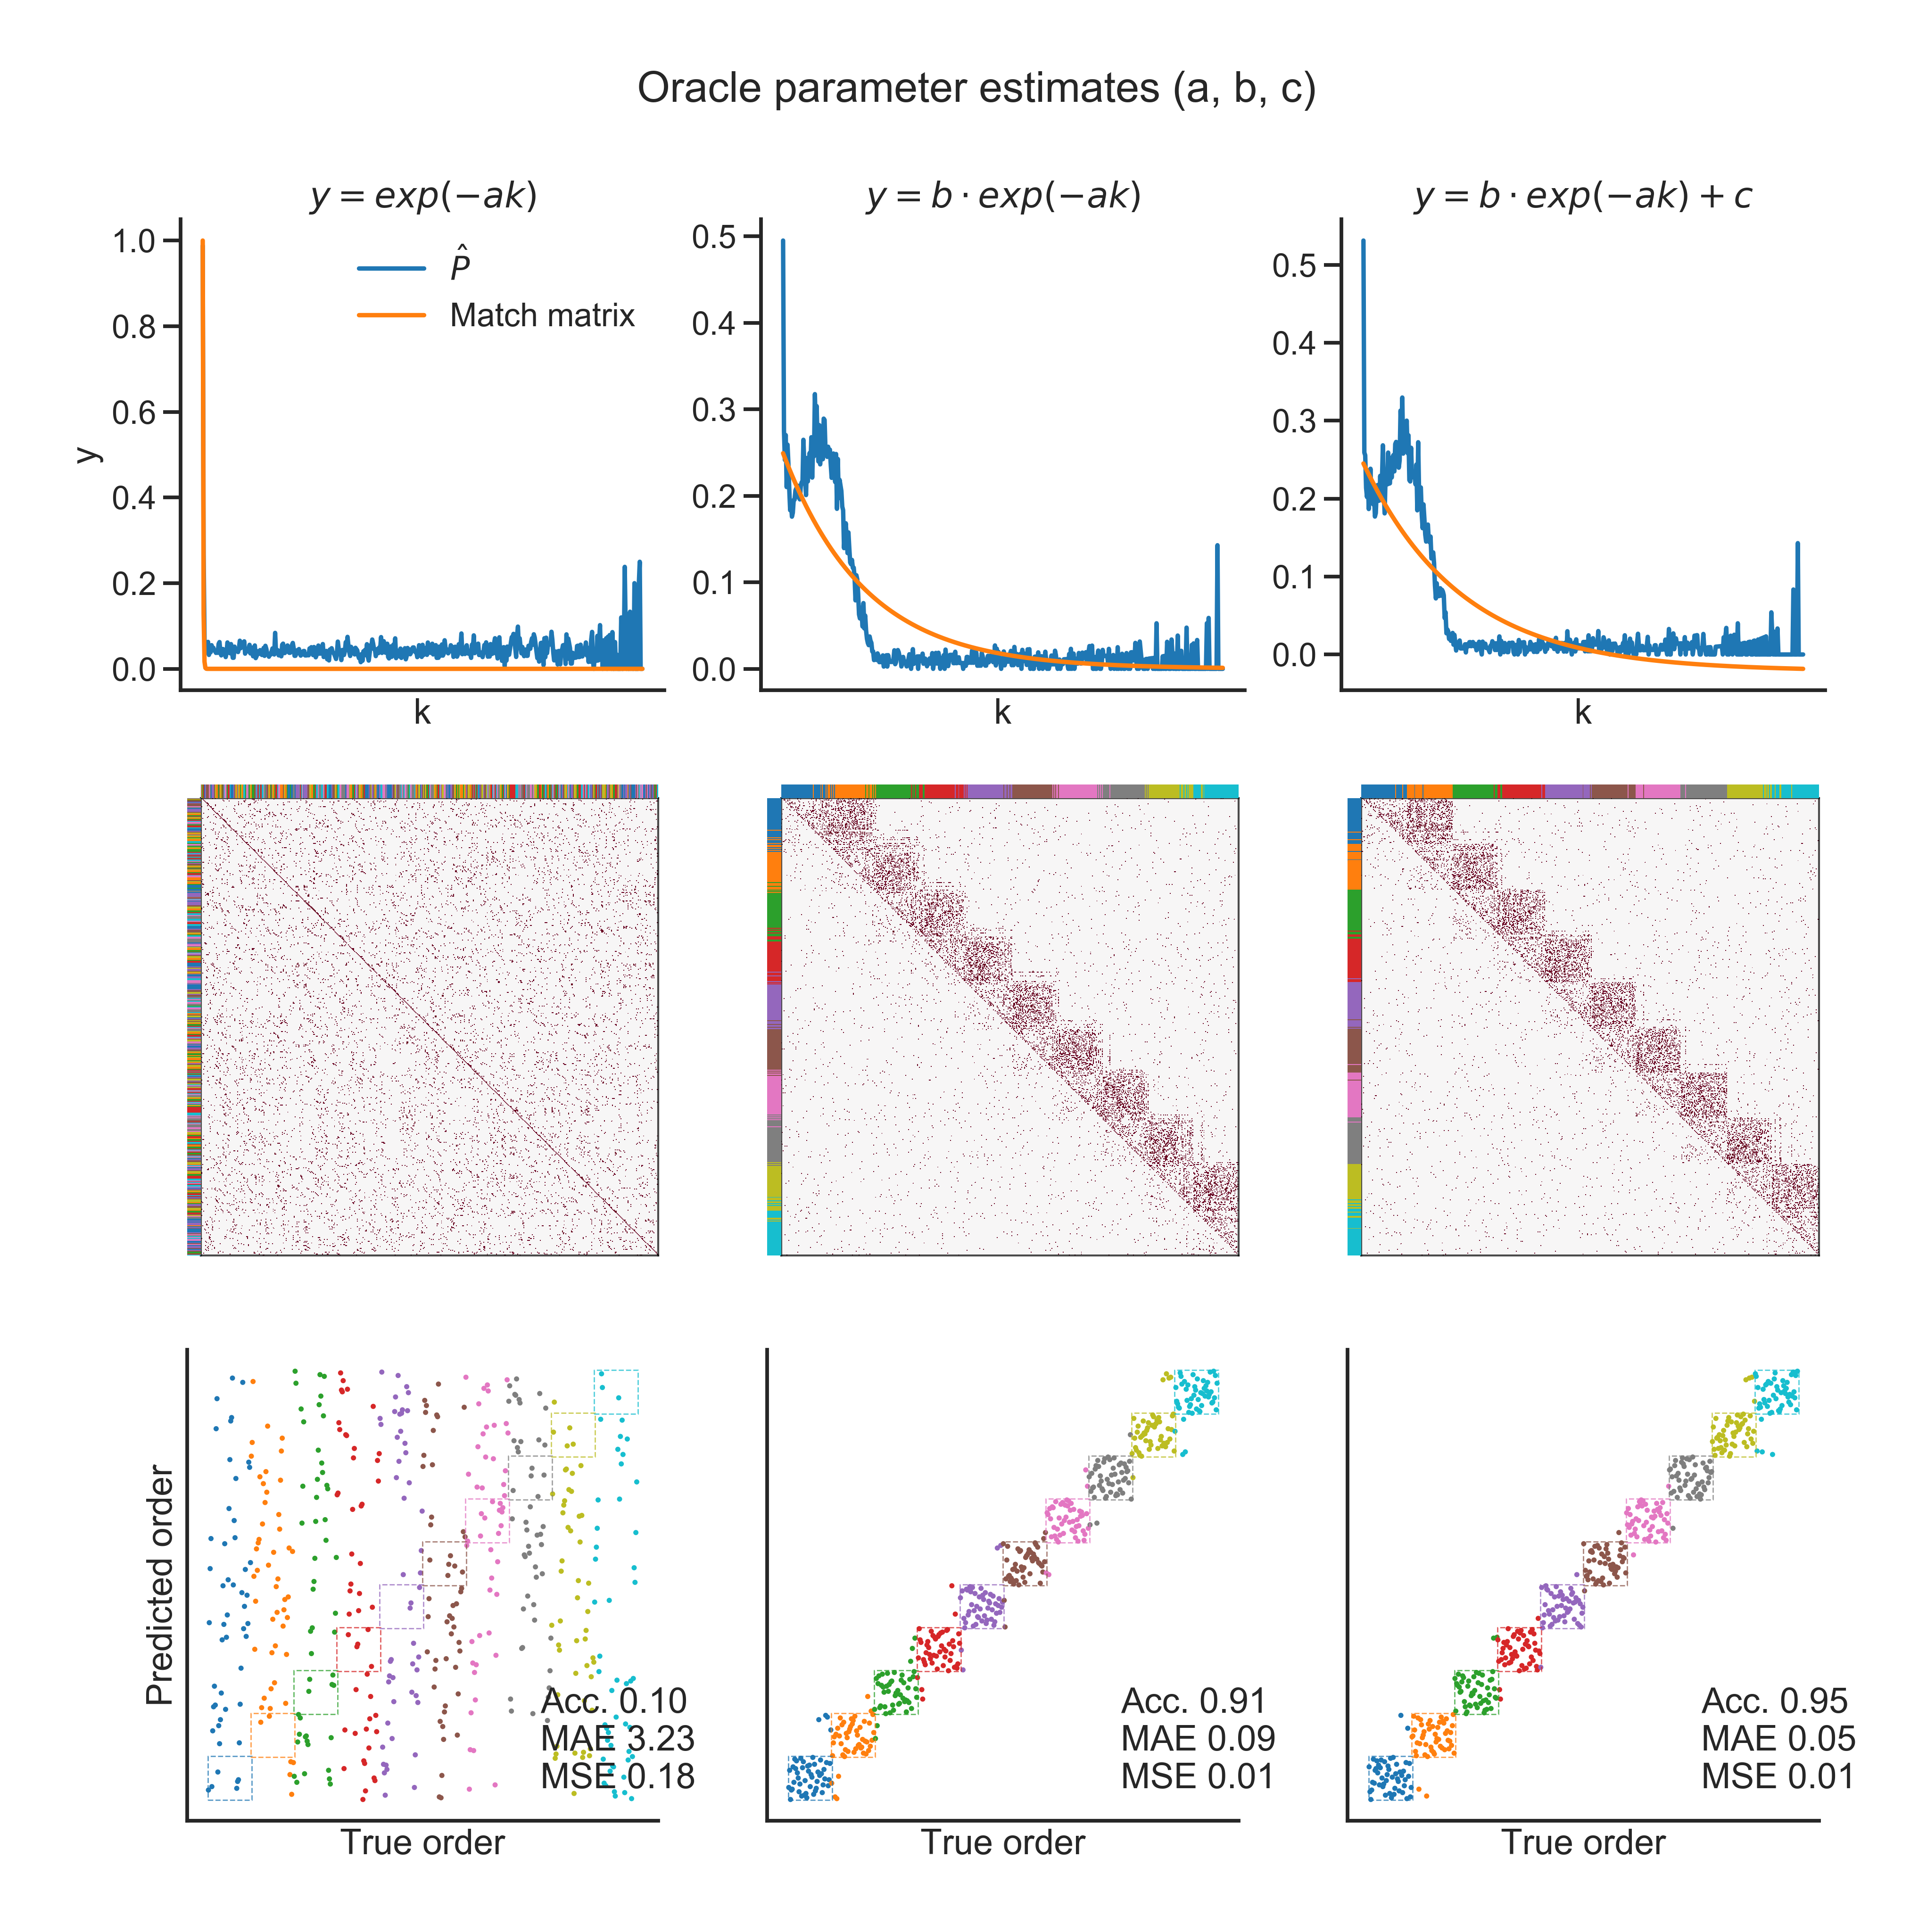 Oracle parameter estimates (a, b, c)
y = exp(−ak)
y = b · exp(−ak)
y = b · exp(−ak) + c
1.0
0.8
0.6
0.4
0.2
0.0
y
k
P̂
Match matrix
0.5
0.4
0.3
0.2
0.1
0.0
k
0.5
0.4
0.3
0.2
0.1
0.0
k
Predicted order
Acc. 0.10
MAE 3.23
MSE 0.18
True order
Acc. 0.91
MAE 0.09
MSE 0.01
True order
Acc. 0.95
MAE 0.05
MSE 0.01
True order